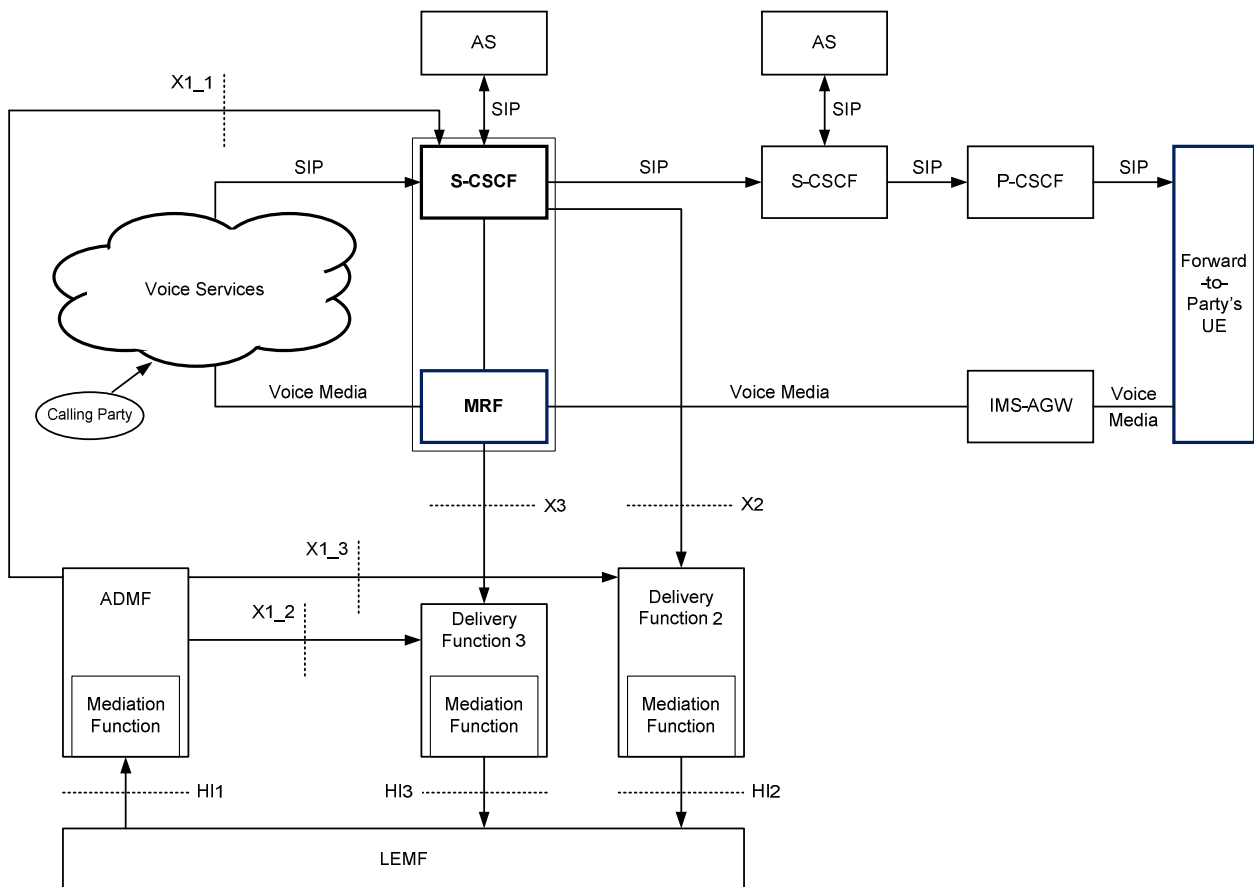 AS
AS
X1_1
SIP
SIP
SIP
S-CSCF
SIP
S-CSCF
SIP
P-CSCF
SIP
Forward
-to-
Party's
UE
Voice Services
Calling Party
Voice Media
MRF
Voice Media
IMS-AGW
Voice
Media
X3
X2
X1_3
ADMF
X1_2
Delivery
Function 3
Delivery
Function 2
Mediation
Function
Mediation
Function
Mediation
Function
HI1
HI3
HI2
LEMF